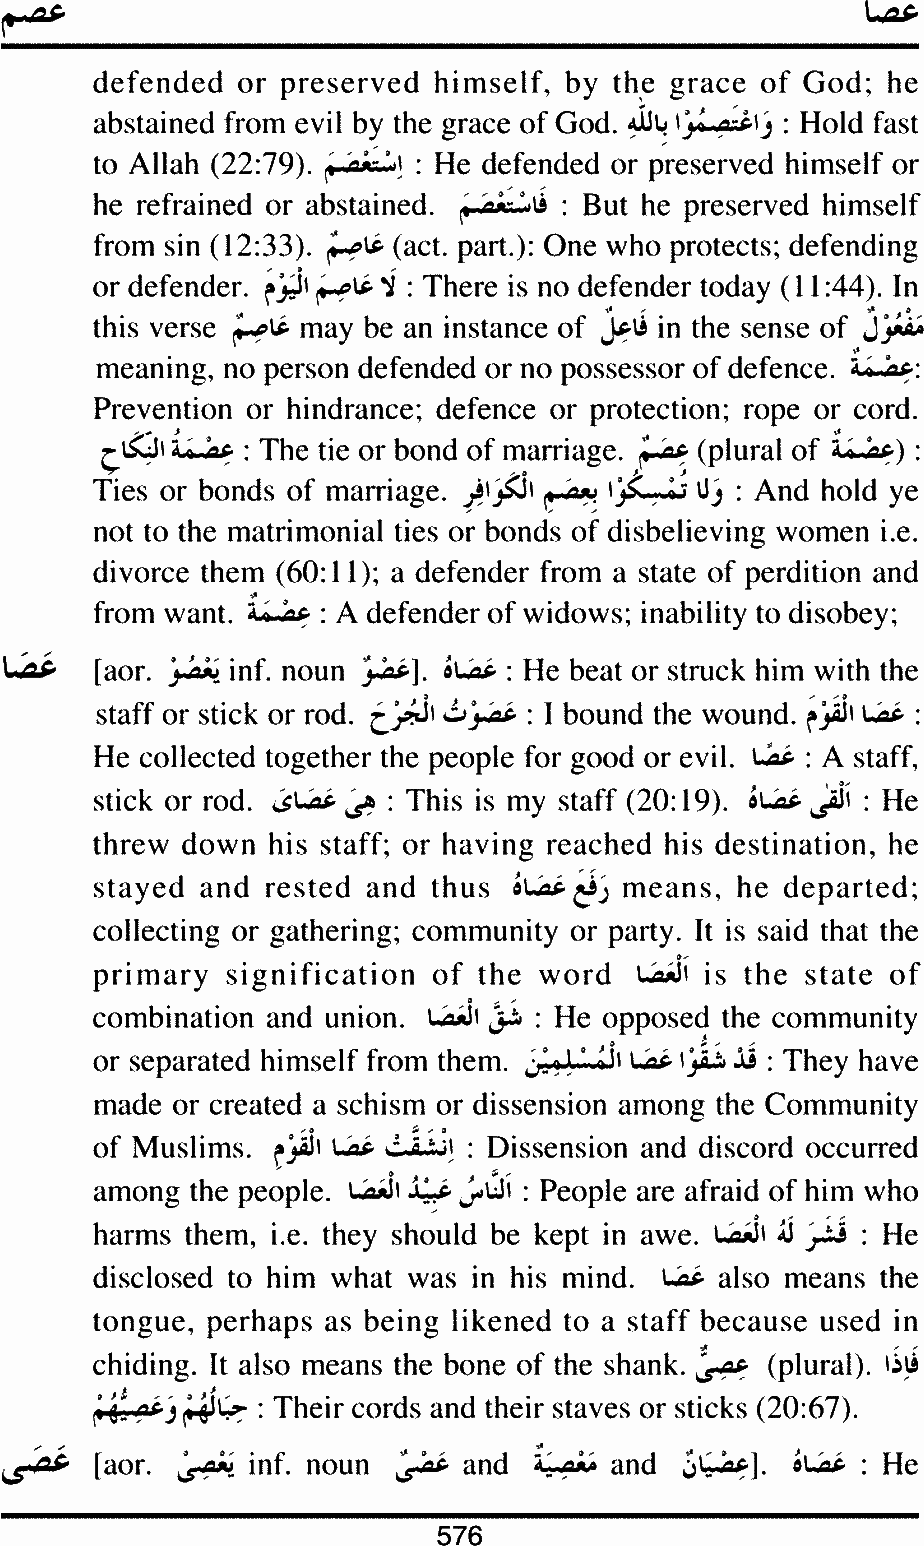 عصم عصا
defended or preserved himself, by the grace of God; he
abstained from evil by the grace of God. وَاعْتَصِمُوْا بِاللّٰهِ : Hold fast
to Allah (22:79). اِسْتَعْصَمَ : He defended or preserved himself or
he refrained or abstained. فَاسْتَعْصَمَ : But he preserved himself
from sin (12:33). عَاصِمٌ (act. part.): One who protects; defending
or defender. لَا عَاصِمَ الْيَوْمَ : There is no defender today (11:44). In
this verse عَاصِمٌ may be an instance of فَاعِلٌ in the sense of مَفْعُوْلٌ
meaning, no person defended or no possessor of defence. عِصْمَةٌ:
Prevention or hindrance; defence or protection; rope or cord.
عِصْمَةُ النِّكَاحِ : The tie or bond of marriage. عِصَمٌ (plural of عِصْمَةٌ) :
Ties or bonds of marriage. وَلَا تُمْسِكُوْا بِعِصَمِ الْكَوَافِرِ : And hold ye
not to the matrimonial ties or bonds of disbelieving women i.e.
divorce them (60:11); a defender from a state of perdition and
from want. عِصْمَةٌ : A defender of widows; inability to disobey;
عَصَا [aor. يَعْصُوْ inf. noun عَصْوٌ]. عَصَاهُ : He beat or struck him with the
staff or stick or rod. عَصَوْتُ الْجُرْحَ : I bound the wound. عَصَا الْقَوْمَ :
He collected together the people for good or evil. عَصًا : A staff,
stick or rod. هِىَ عَصَاىَ : This is my staff (20:19). اَلْقٰى عَصَاهُ : He
threw down his staff; or having reached his destination, he
stayed and rested and thus رَفَعَ عَصَاهُ means, he departed;
collecting or gathering; community or party. It is said that the
primary signification of the word اَلْعَصَا is the state of
combination and union. شَقَّ الْعَصَا : He opposed the community
or separated himself from them. قَدْ شَقُّوْا عَصَا الْمُسْلِمِيْنَ : They have
made or created a schism or dissension among the Community
of Muslims. اِنْشَقَّتْ عَصَا الْقَوْمِ : Dissension and discord occurred
among the people. اَلنَّاسُ عَبِيْدُ الْعَصَا : People are afraid of him who
harms them, i.e. they should be kept in awe. قَشَرَ لَهُ الْعَصَا : He
disclosed to him what was in his mind. عَصَا also means the
tongue, perhaps as being likened to a staff because used in
chiding. It also means the bone of the shank. عِصِىٌّ (plural). فَاِذَا
حِبَالُهُمْ وَعِصِيُّهُمْ : Their cords and their staves or sticks (20:67).
عَصَى [aor. يَعْصِىْ inf. noun عَصْىٌ and مَعْصِيَةٌ and عِصْيَانٌ]. عَصَاهُ : He
576